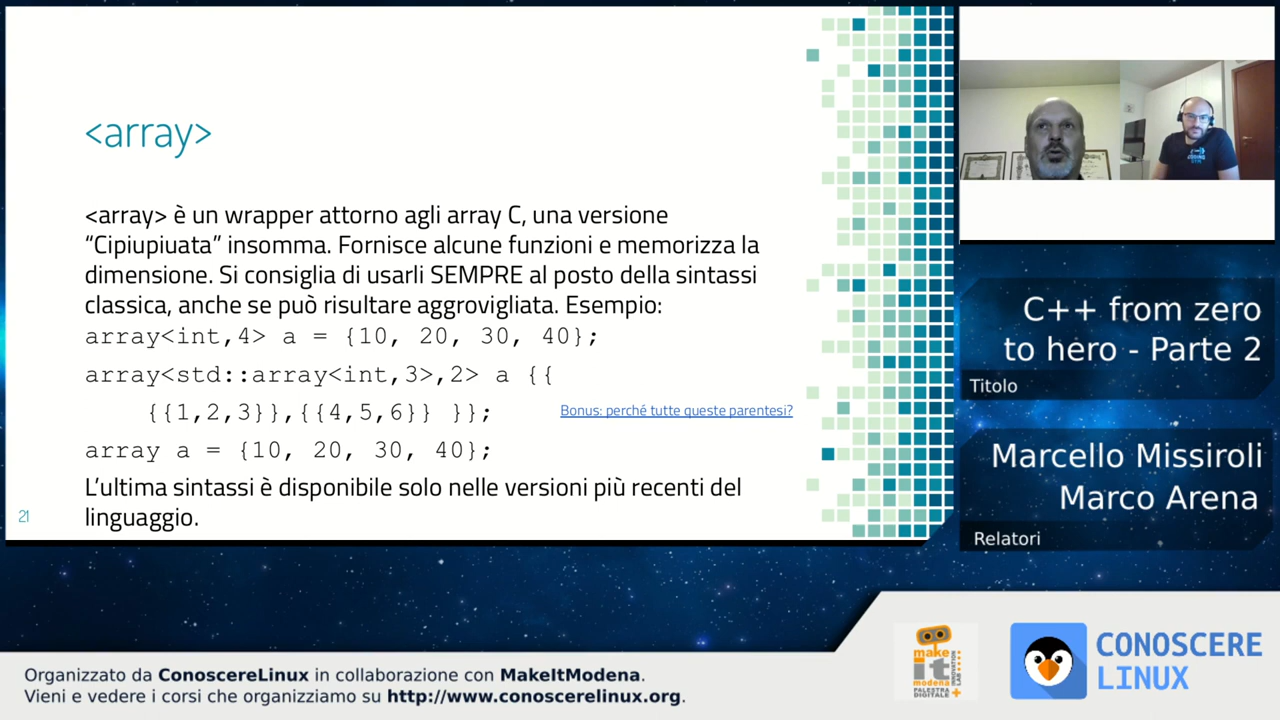 <array>
<array> è un wrapper attorno agli array C, una versione
“Cipiupiuata” insomma. Fornisce alcune funzioni e memorizza la
dimensione. Si consiglia di usarli SEMPRE al posto della sintassi
classica, anche se può risultare aggrovigliata. Esempio:
array<int,4> a = {10, 20, 30, 40};
array<std::array<int,3>,2> a {{
{{1,2,3}},{{4,5,6}} }};
Bonus: perché tutte queste parentesi?
array a = {10, 20, 30, 40};
L’ultima sintassi è disponibile solo nelle versioni più recenti del
linguaggio.
21
C++ from zero
to hero - Parte 2
Titolo
Marcello Missiroli
Marco Arena
Relatori
make
it
modena
PALESTRA
DIGITALE
CONOSCERE
LINUX
Organizzato da ConoscereLinux in collaborazione con MakeItModena.
Vieni e vedere i corsi che organizziamo su http://www.conoscerelinux.org.